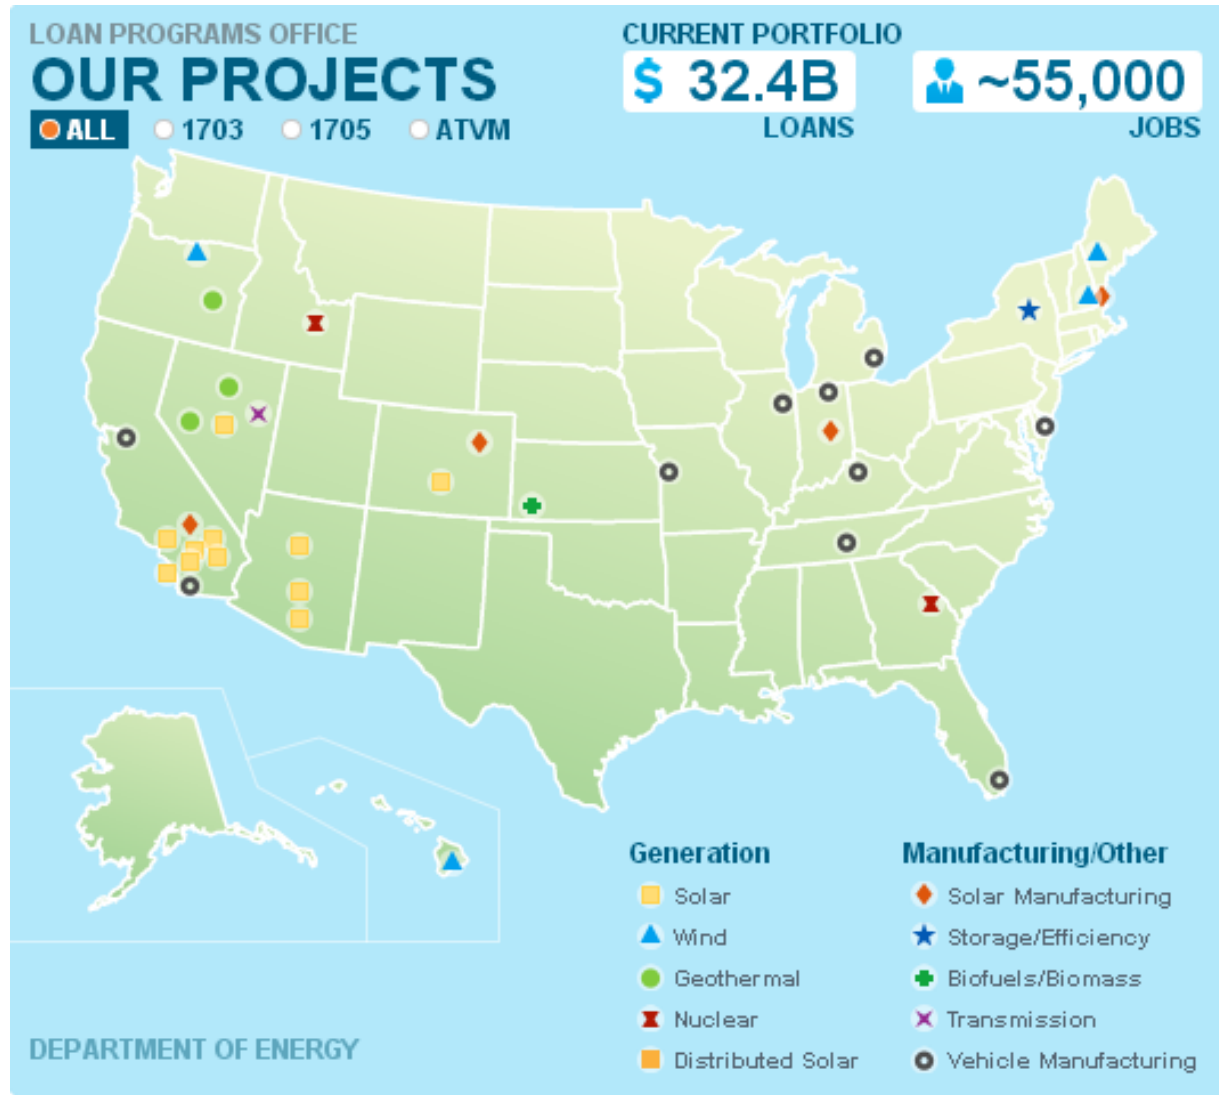 LOAN PROGRAMS OFFICE
OUR PROJECTS
ALL 1703 1705 ATVM
CURRENT PORTFOLIO
$ 32.4B
LOANS
~55,000
JOBS
Generation
Solar
Wind
Geothermal
Nuclear
Distributed Solar
Manufacturing/Other
Solar Manufacturing
Storage/Efficiency
Biofuels/Biomass
Transmission
Vehicle Manufacturing
DEPARTMENT OF ENERGY